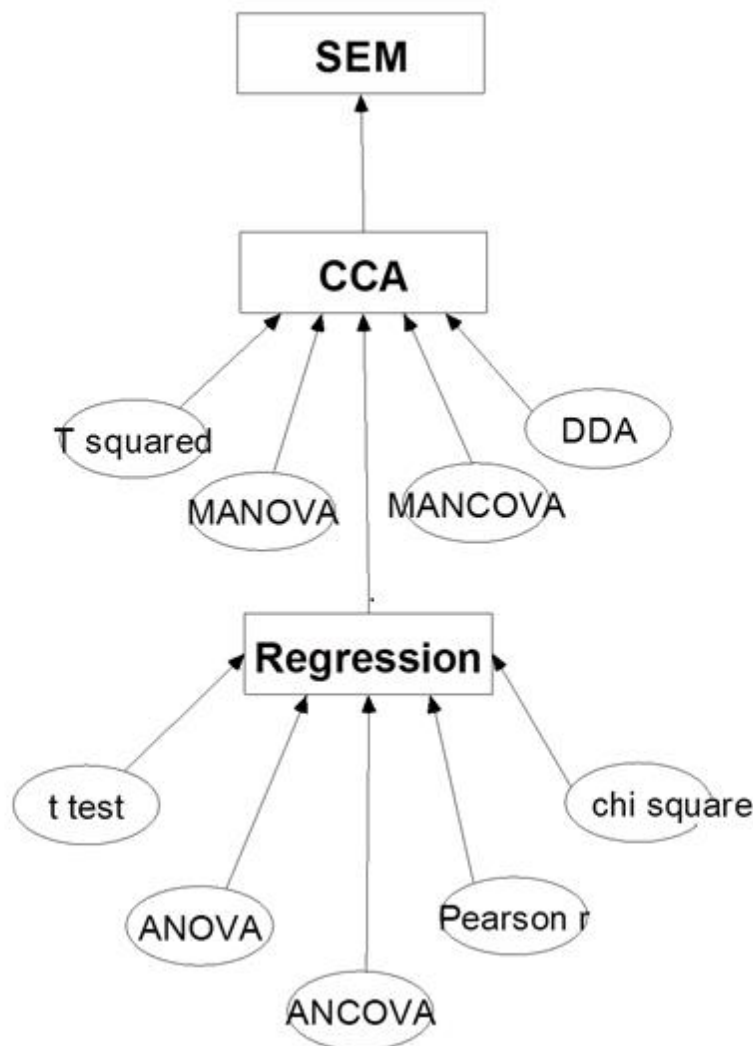 SEM
CCA
T squared
DDA
MANOVA
MANCOVA
Regression
t test
chi square
ANOVA
Pearson r
ANCOVA